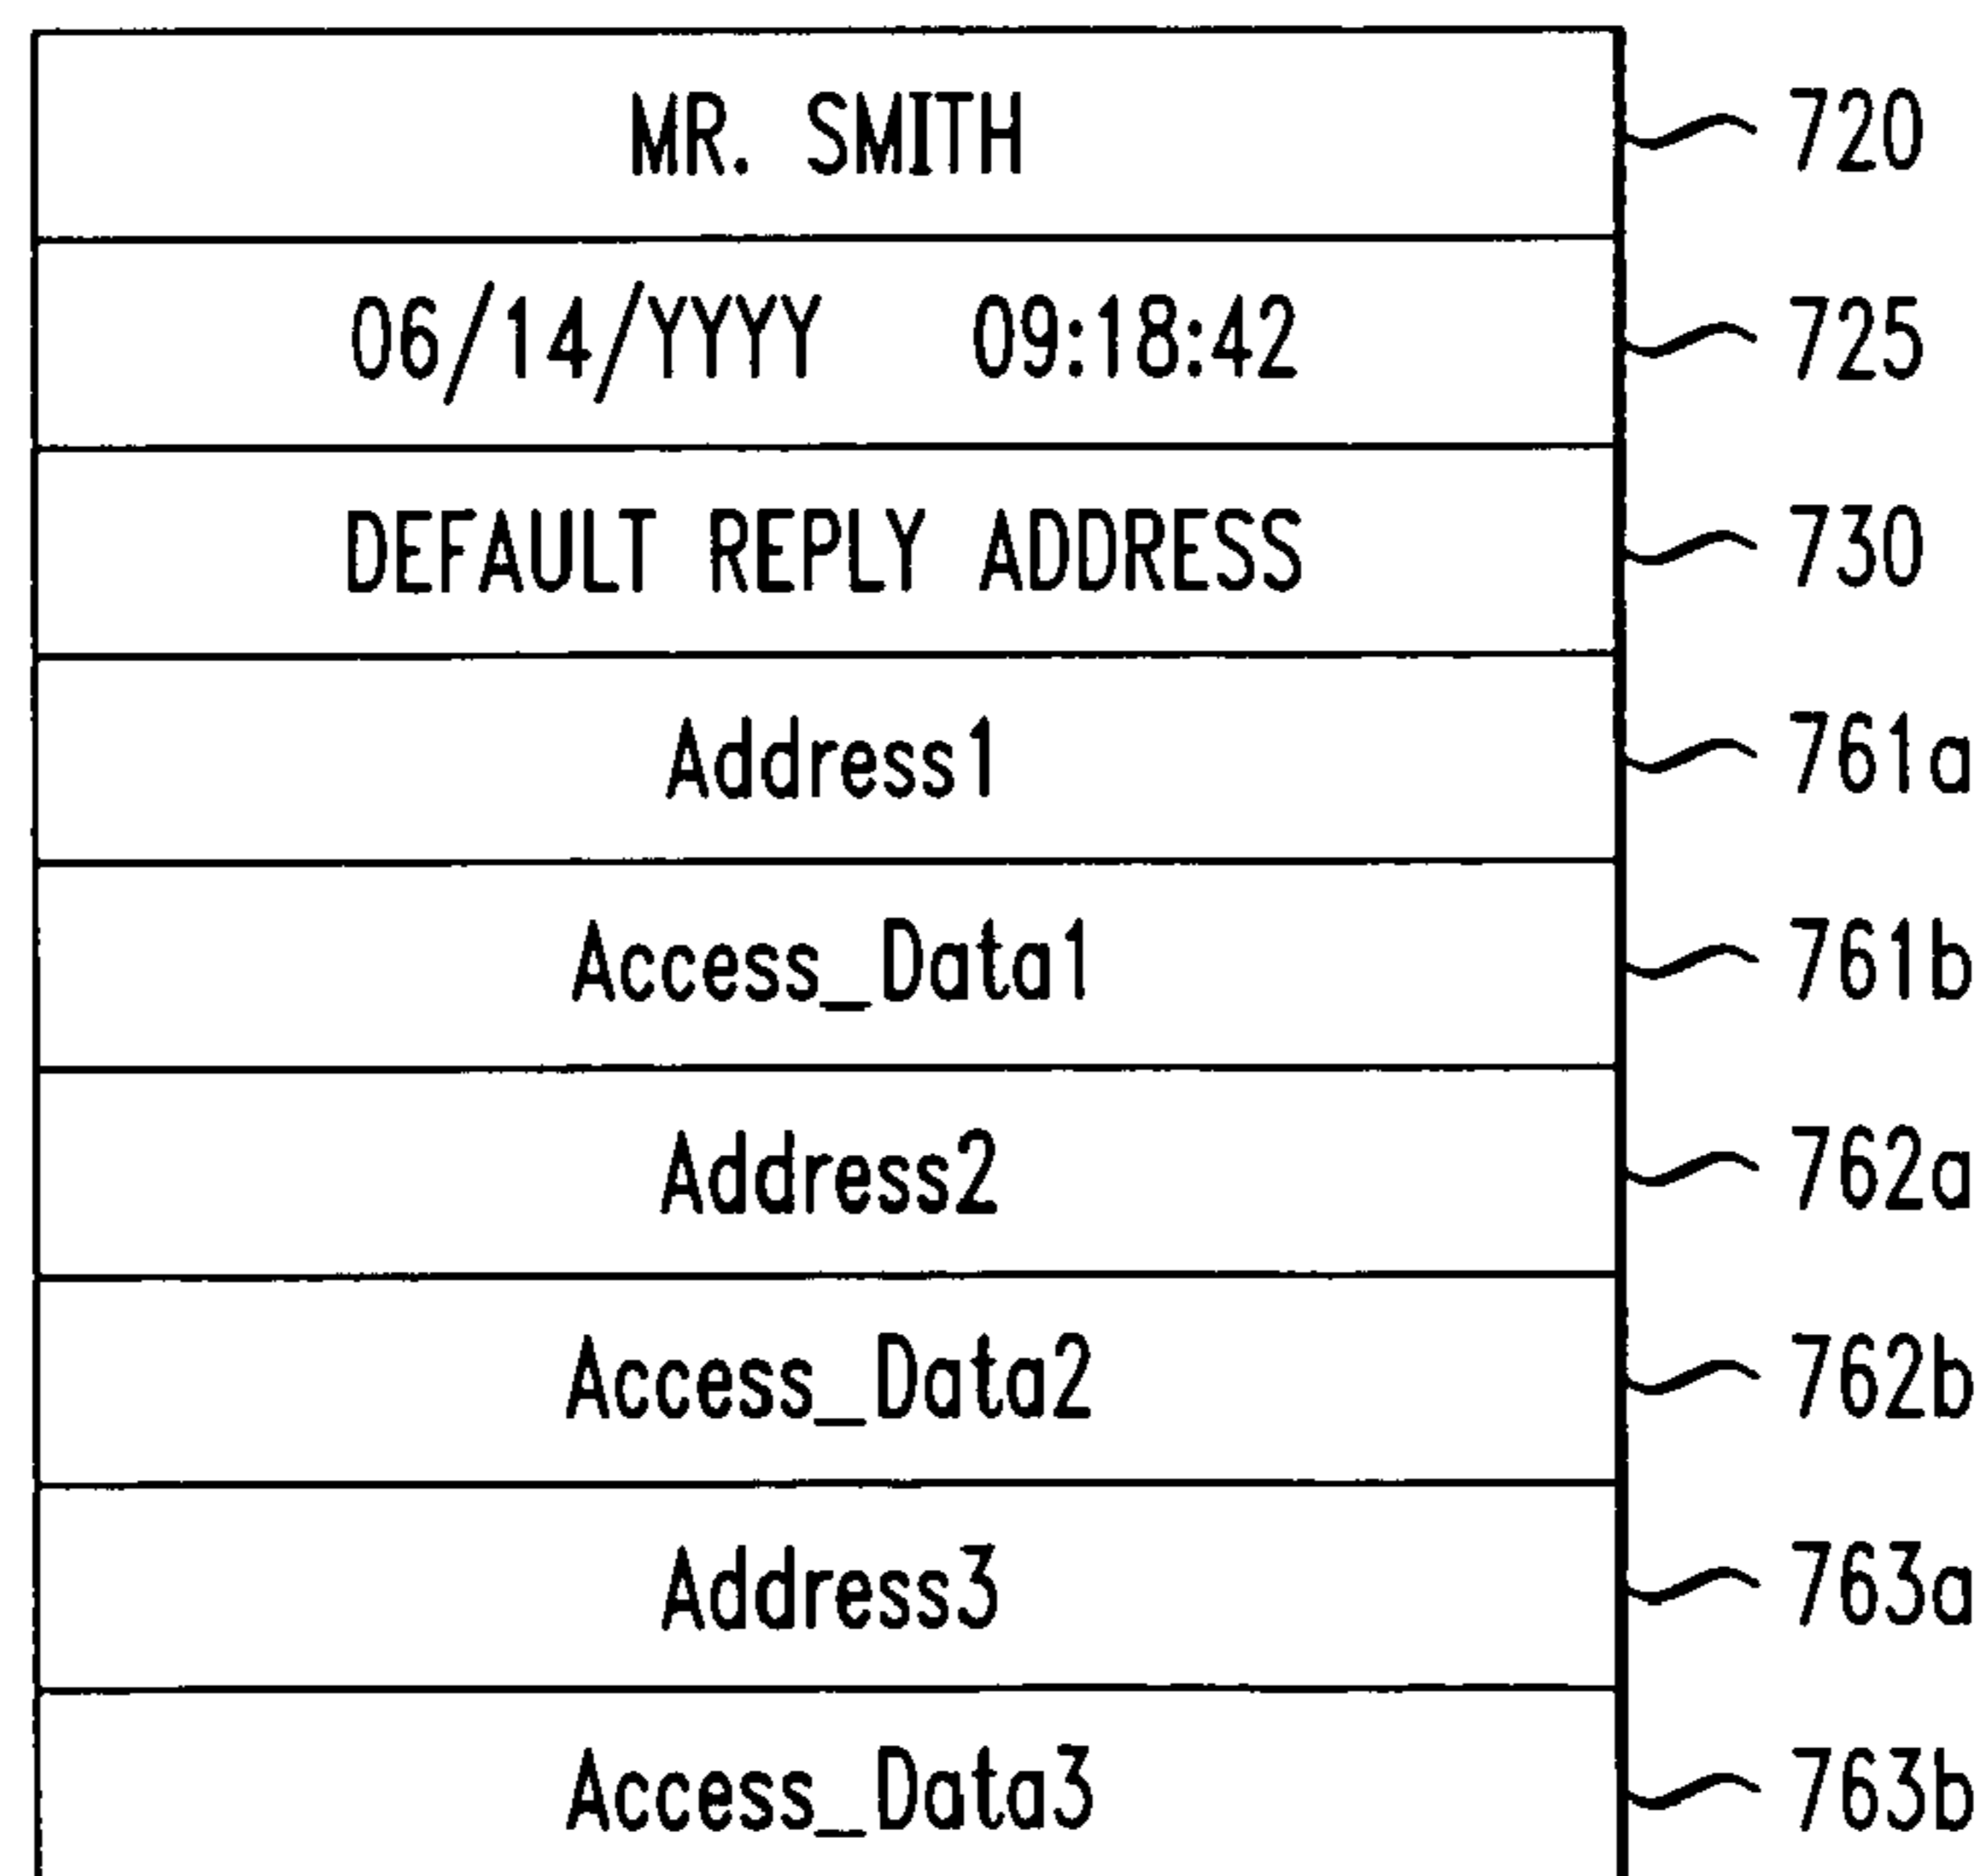 MR. SMITH 720
06/14/YYYY 09:18:42 725
DEFAULT REPLY ADDRESS 730
Address1 761a
Access_Data1 761b
Address2 762a
Access_Data2 762b
Address3 763a
Access_Data3 763b